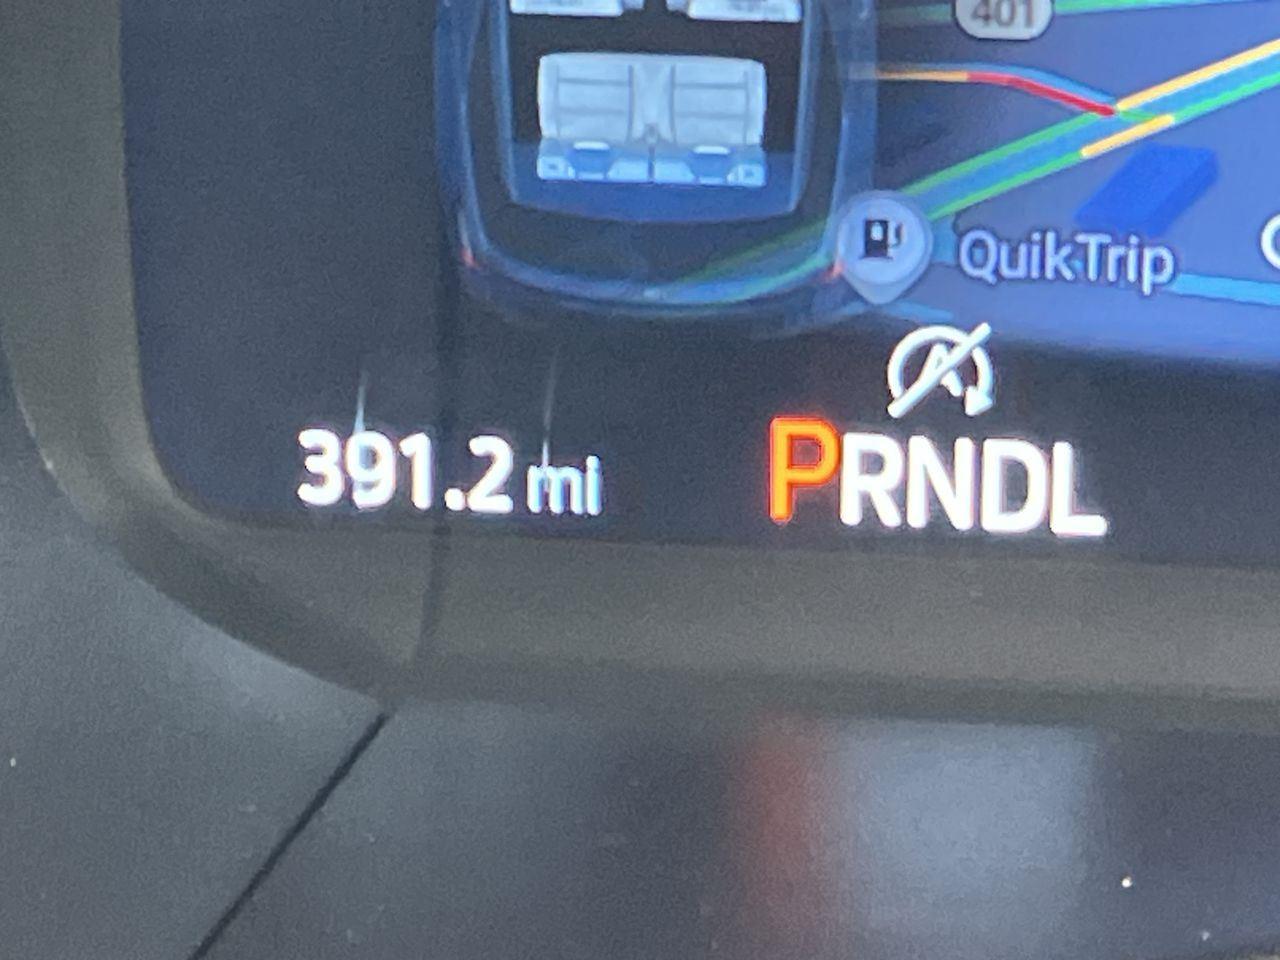 401
QuikTrip
A
391.2 mi
PRNDL